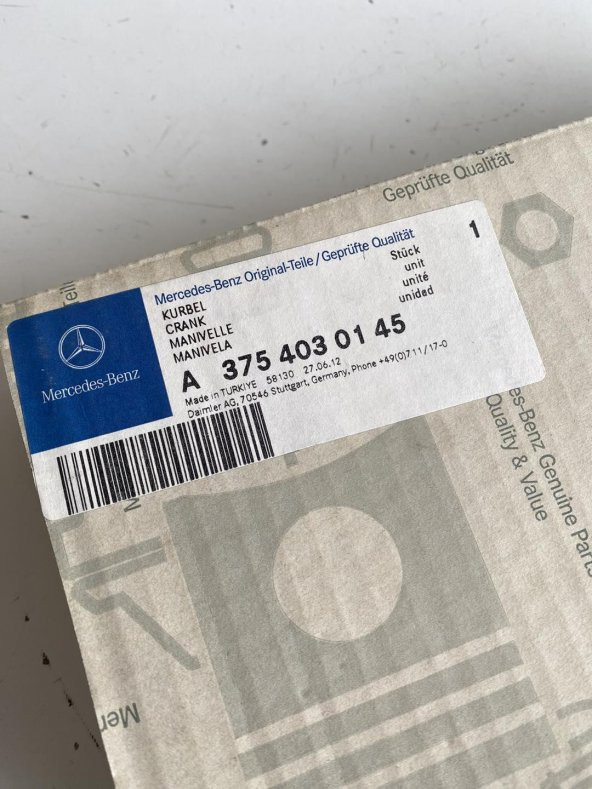 Geprüfte Qualität
Mercedes-Benz Original-Teile/Geprüfte Qualität
KURBEL
CRANK
MANIVELLE
MANIVELA
Stück
unit
unité
unidad
1
A 375 403 01 45
Made in TURKIYE 58130 27.06.12
Daimler AG, 70546 Stuttgart, Germany, Phone +49(0)711/17-0
Mercedes-Benz
es-Benz Genuine Parts
Quality & Value
Mer